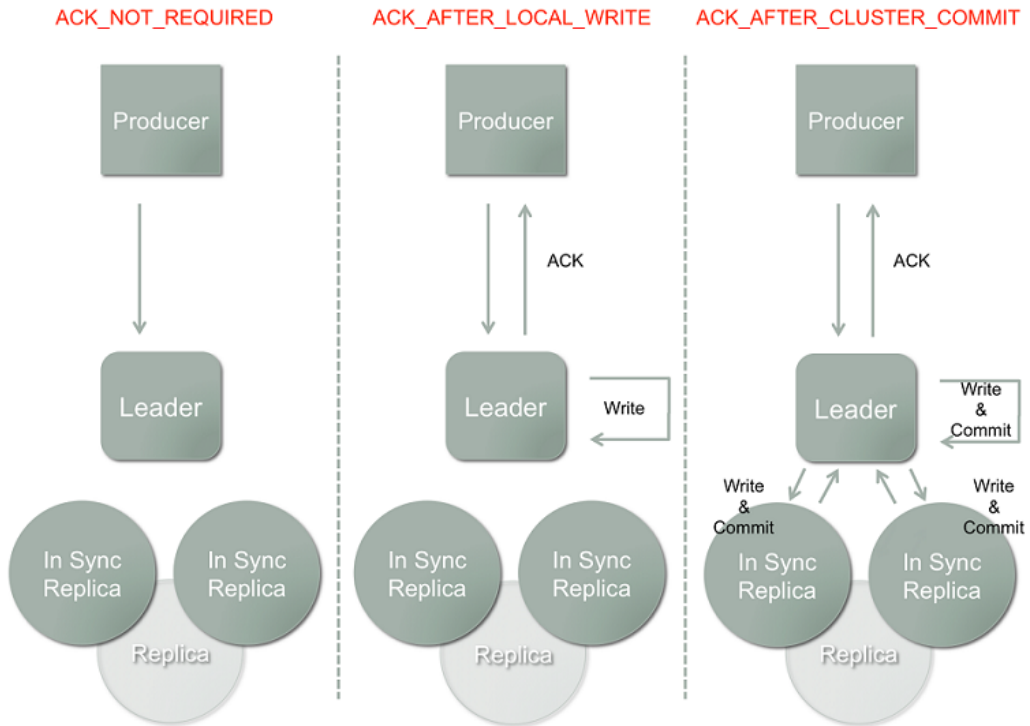 ACK_NOT_REQUIRED
Producer
Leader
In Sync
Replica
In Sync
Replica
Replica
ACK_AFTER_LOCAL_WRITE
Producer
ACK
Leader
Write
In Sync
Replica
In Sync
Replica
Replica
ACK_AFTER_CLUSTER_COMMIT
Producer
ACK
Leader
Write
&
Commit
Write
&
Commit
Write
&
Commit
In Sync
Replica
In Sync
Replica
Replica